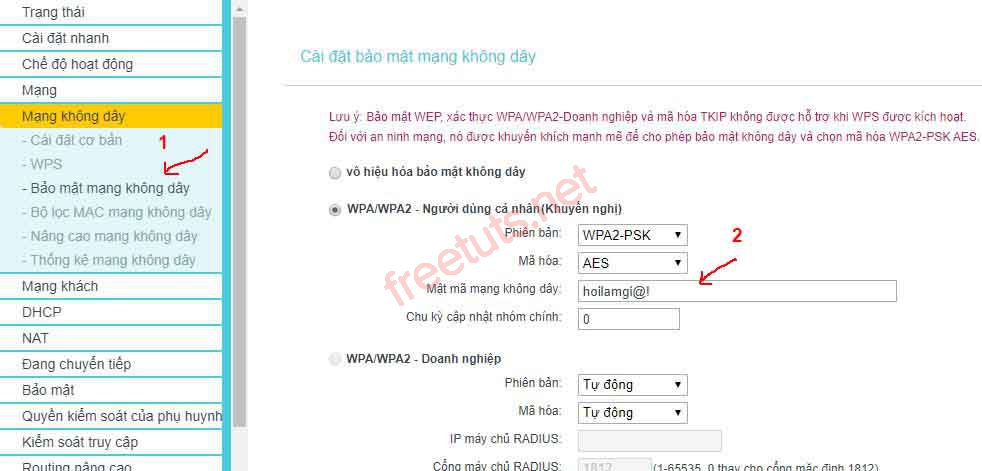 Trạng thái
Cài đặt nhanh
Chế độ hoạt động
Mạng
Mạng không dây
- Cài đặt cơ bản
- WPS
- Bảo mật mạng không dây
- Bộ lọc MAC mạng không dây
- Nâng cao mạng không dây
- Thống kê mạng không dây
Mạng khách
DHCP
NAT
Đang chuyển tiếp
Bảo mật
Quyền kiểm soát của phụ huynh
Kiểm soát truy cập
Routing nâng cao
1
Cài đặt bảo mật mạng không dây
Lưu ý: Bảo mật WEP, xác thực WPA/WPA2-Doanh nghiệp và mã hóa TKIP không được hỗ trợ khi WPS được kích hoạt.
Đối với an ninh mạng, nó được khuyến khích mạnh mẽ để cho phép bảo mật không dây và chọn mã hóa WPA2-PSK AES.
vô hiệu hóa bảo mật không dây
WPA/WPA2 - Người dùng cá nhân(Khuyến nghị)
Phiên bản: WPA2-PSK
2
Mã hóa: AES
Mật mã mạng không dây: hoilamgi@!
Chu kỳ cập nhật nhóm chính: 0
WPA/WPA2 - Doanh nghiệp
Phiên bản: Tự động
Mã hóa: Tự động
IP máy chủ RADIUS:
Cổng máy chủ RADIUS: 1812 (1-65535, 0 thay cho cổng mặc định 1812)
freetuts.net